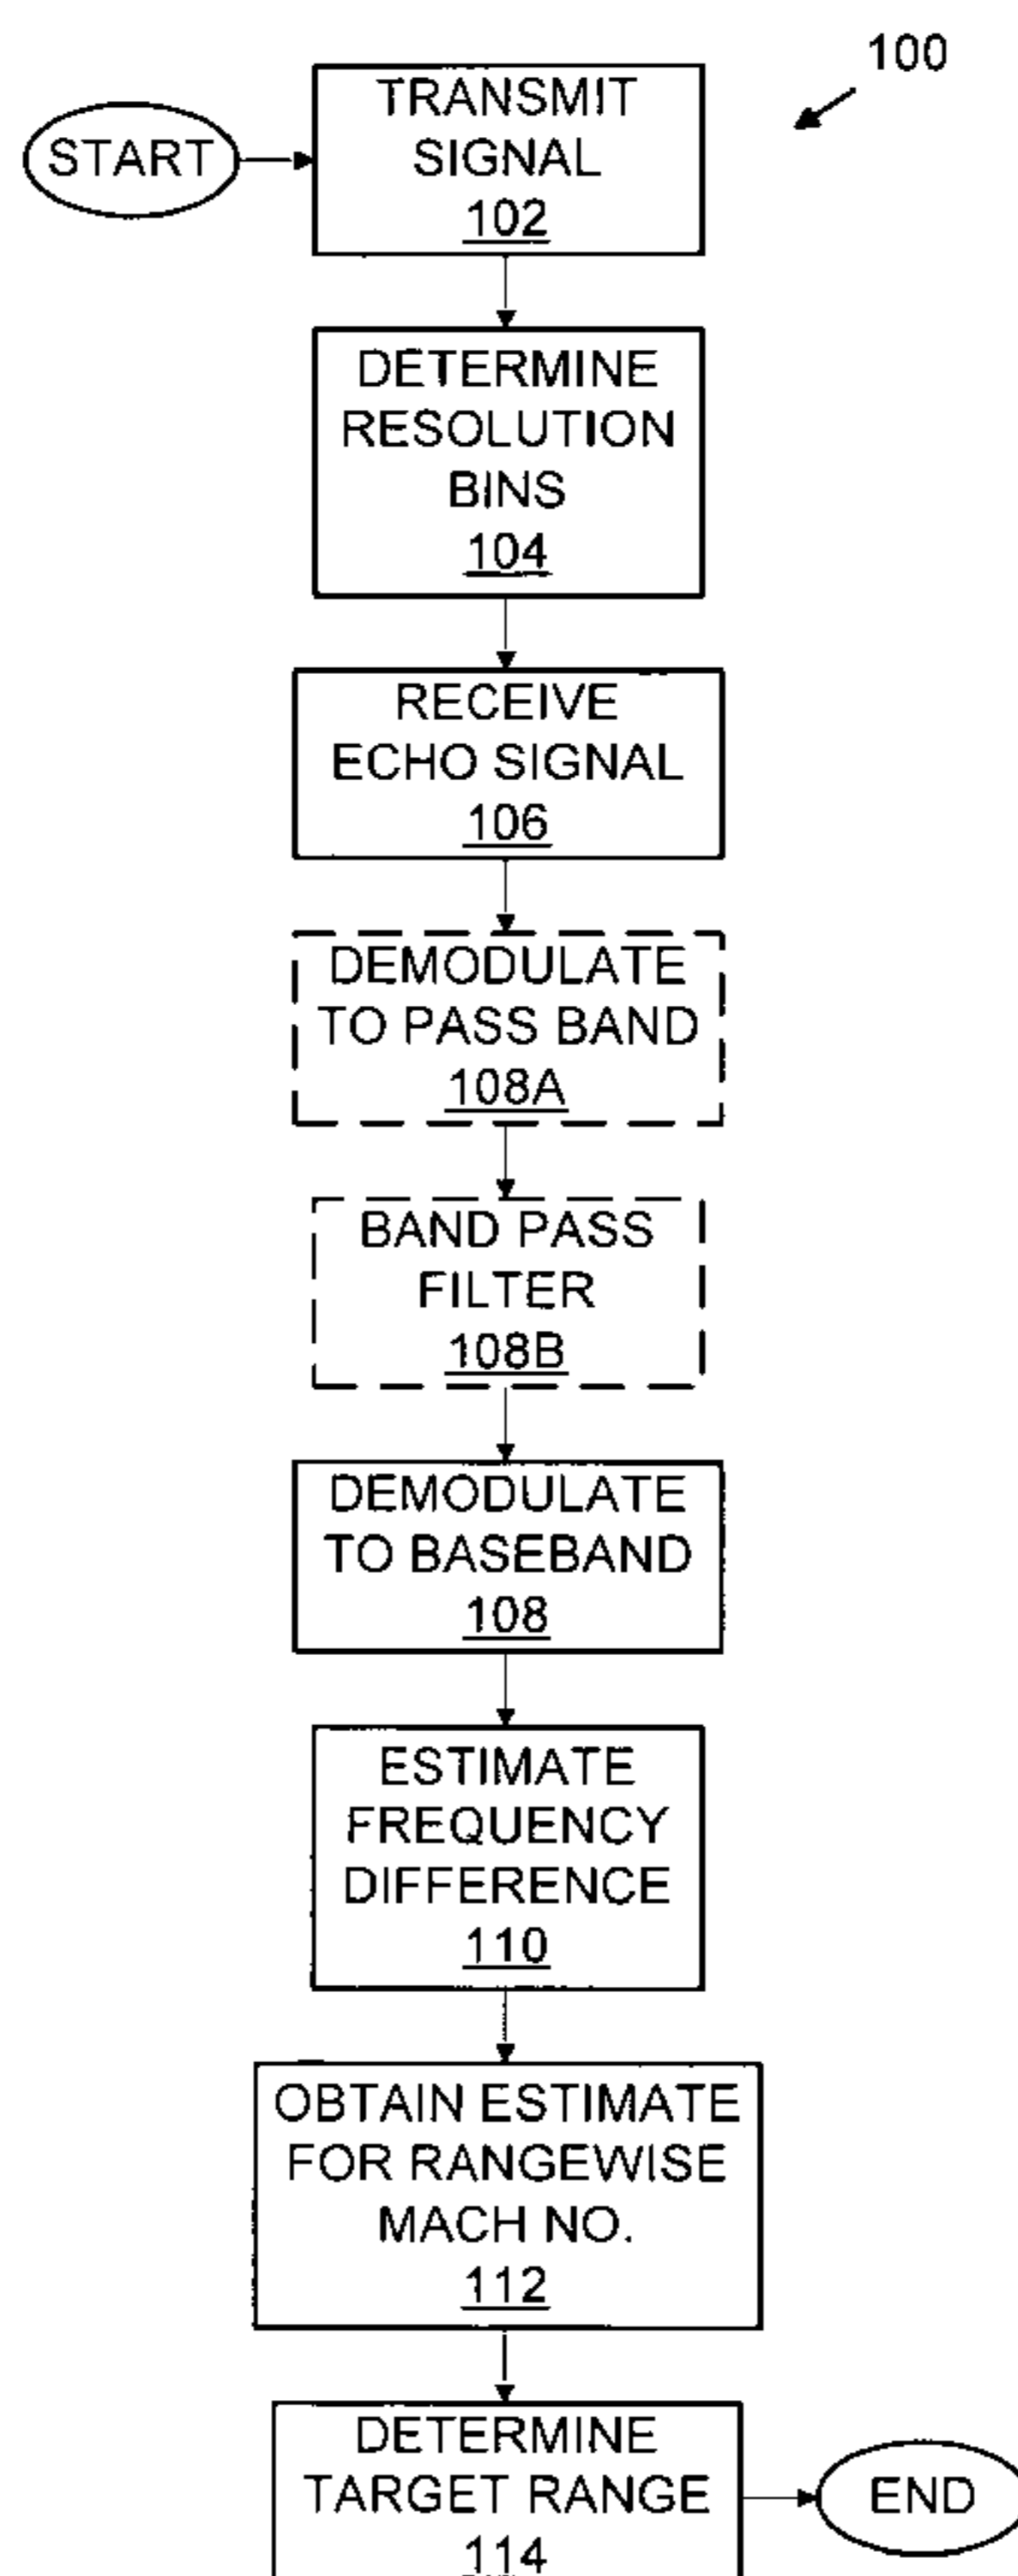 100
START
TRANSMIT
SIGNAL
102
DETERMINE
RESOLUTION
BINS
104
RECEIVE
ECHO SIGNAL
106
DEMODULATE
TO PASS BAND
108A
BAND PASS
FILTER
108B
DEMODULATE
TO BASEBAND
108
ESTIMATE
FREQUENCY
DIFFERENCE
110
OBTAIN ESTIMATE
FOR RANGEWISE
MACH NO.
112
DETERMINE
TARGET RANGE
114
END